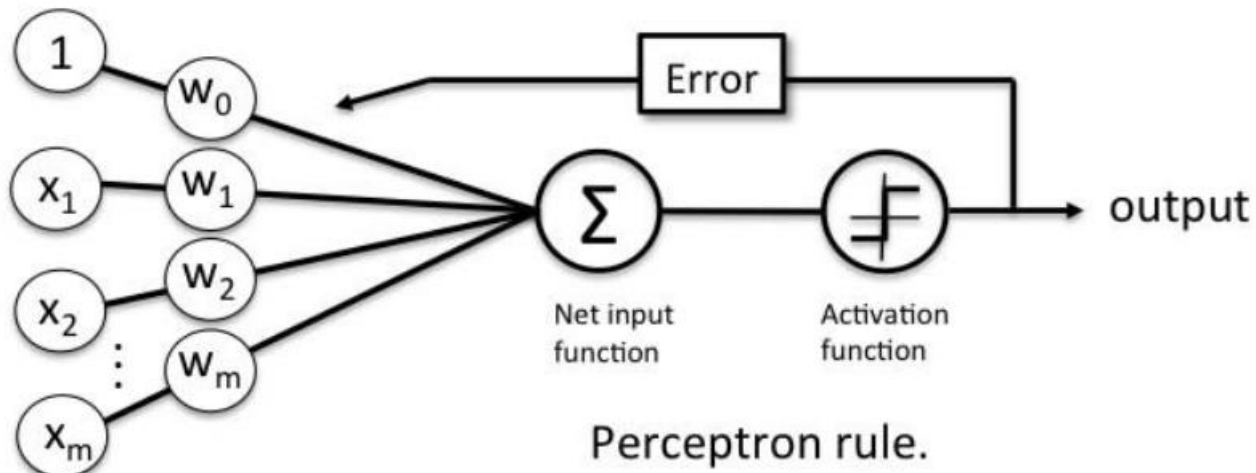 1
w₀
Error
x₁
w₁
Σ
output
x₂
w₂
Net input
function
Activation
function
⋮
wₘ
xₘ
Perceptron rule.